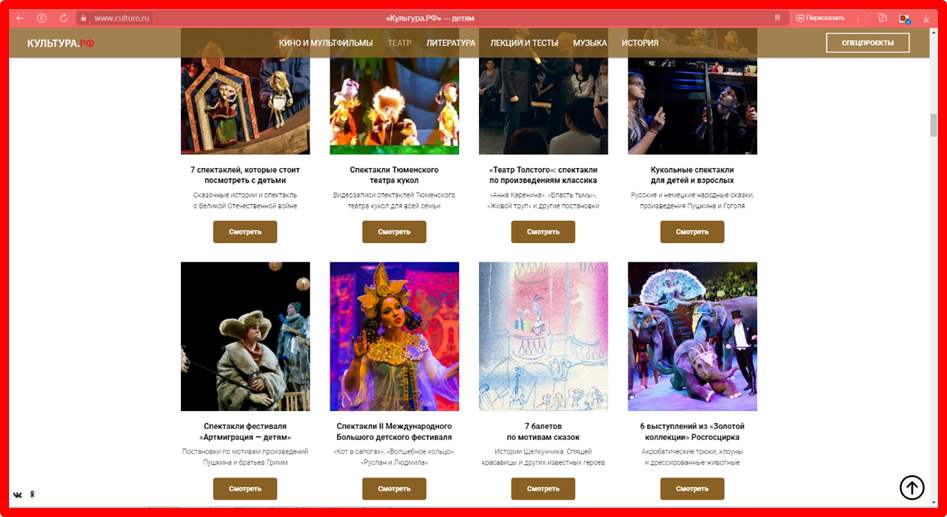 www.culture.ru
«Культура.РФ» — детям
Пересказать
КУЛЬТУРА.РФ
КИНО И МУЛЬТФИЛЬМЫ
ТЕАТР
ЛИТЕРАТУРА
ЛЕКЦИИ И ТЕСТЫ
МУЗЫКА
ИСТОРИЯ
СПЕЦПРОЕКТЫ
7 спектаклей, которые стоит
посмотреть с детьми
Сказочные истории и спектакль
о Великой Отечественной войне
Смотреть
Спектакли Тюменского
театра кукол
Видеозаписи спектаклей Тюменского
театра кукол для всей семьи
Смотреть
«Театр Толстого»: спектакли
по произведениям классика
«Анна Каренина», «Власть тьмы»,
«Живой труп» и другие постановки
Смотреть
Кукольные спектакли
для детей и взрослых
Русские и немецкие народные сказки,
произведения Пушкина и Гоголя
Смотреть
Спектакли фестиваля
«Артмиграция — детям»
Постановки по мотивам произведений
Пушкина и братьев Гримм
Смотреть
Спектакли II Международного
Большого детского фестиваля
«Кот в сапогах», «Волшебное кольцо»,
«Руслан и Людмила»
Смотреть
7 балетов
по мотивам сказок
Истории Щелкунчика, Спящей
красавицы и других известных героев
Смотреть
6 выступлений из «Золотой
коллекции» Росгосцирка
Акробатические трюки, клоуны
и дрессированные животные
Смотреть